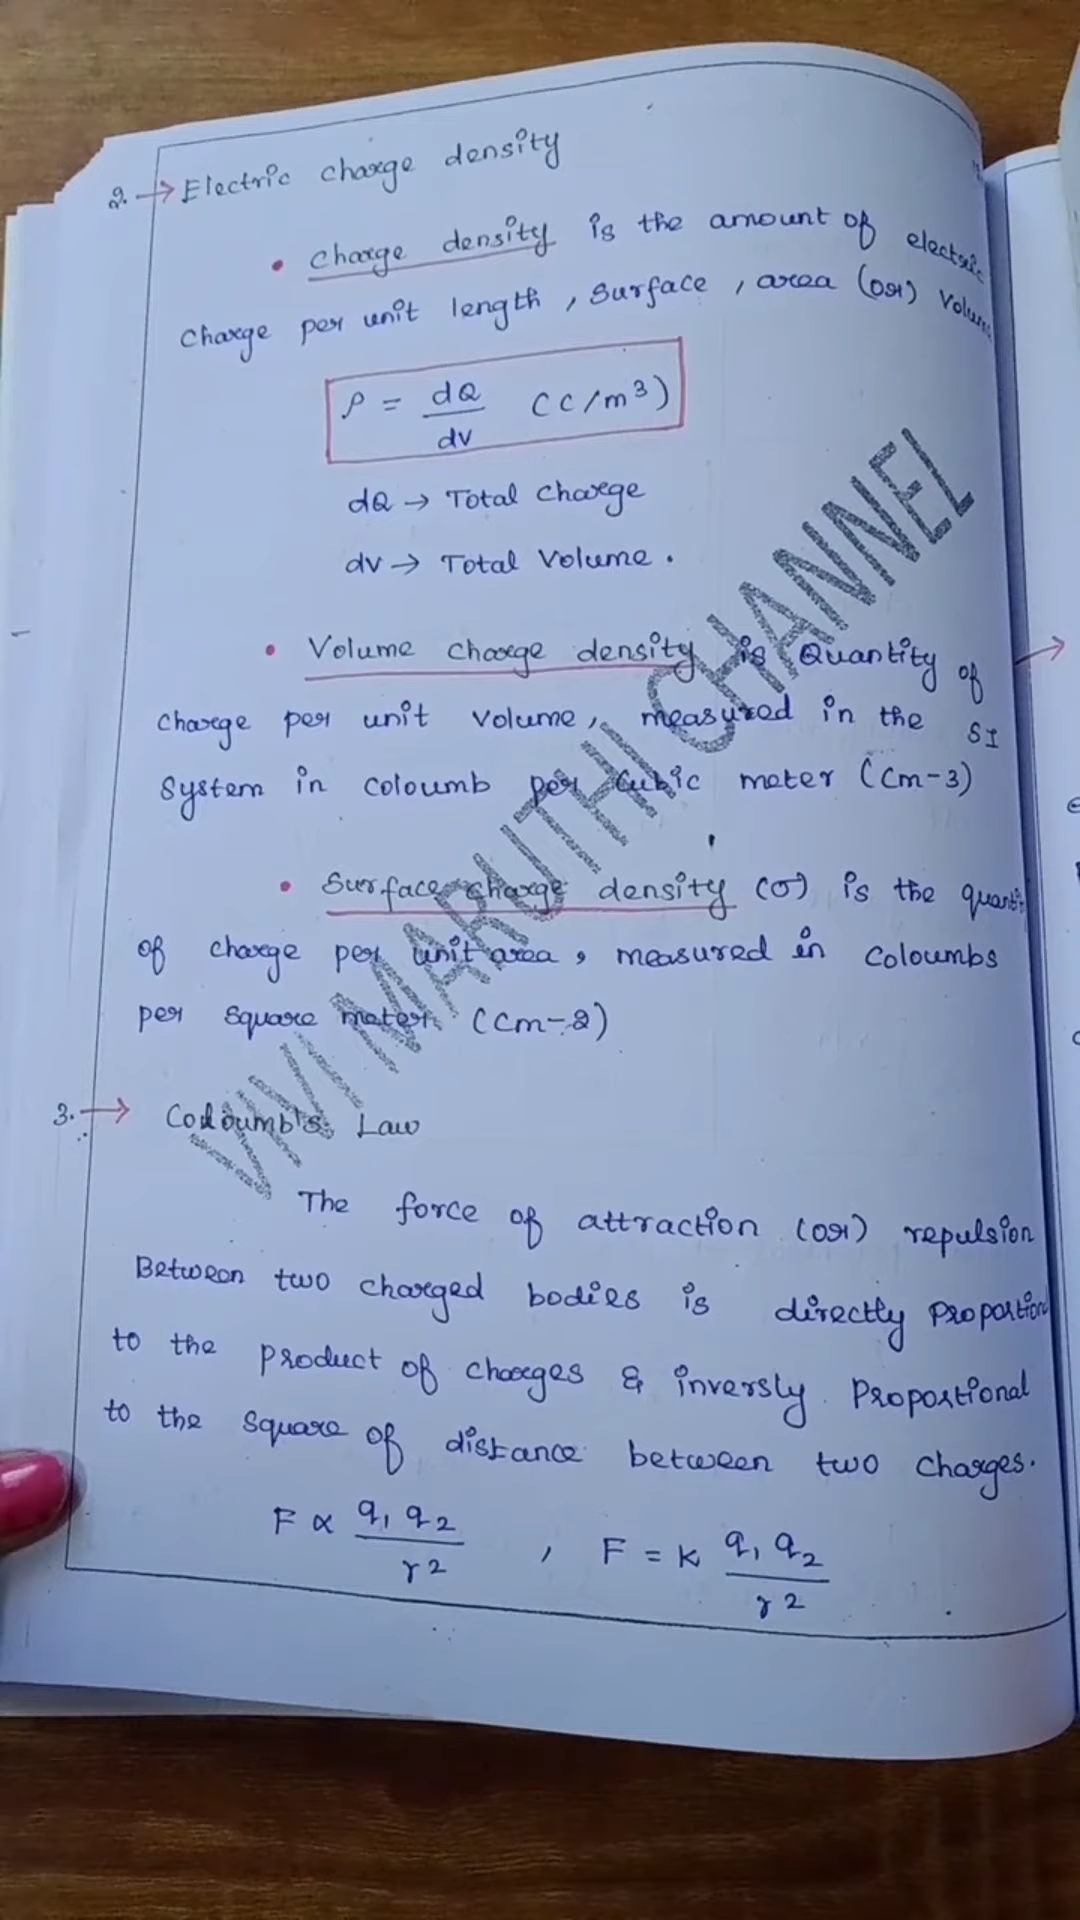 2. → Electric charge density
• charge density is the amount of electric
charge per unit length, surface, area (or) Volume
ρ = dQ/dv (C/m³)
dQ → Total charge
dv → Total Volume.
• Volume charge density is Quantity of
charge per unit volume, measured in the SI
System in coloumb per cubic meter (Cm-3)
• Surface charge density (σ) is the quanti
of charge per unit area, measured in coloumbs
per square meter (Cm-2)
3. → Coloumb's Law
The force of attraction (or) repulsion
Between two charged bodies is directly Proportion
to the product of charges & inversly Proportional
to the square of distance between two charges.
F ∝ q₁ q₂/r², F = K q₁ q₂/r²
VIVI MARUTHI CHANNEL